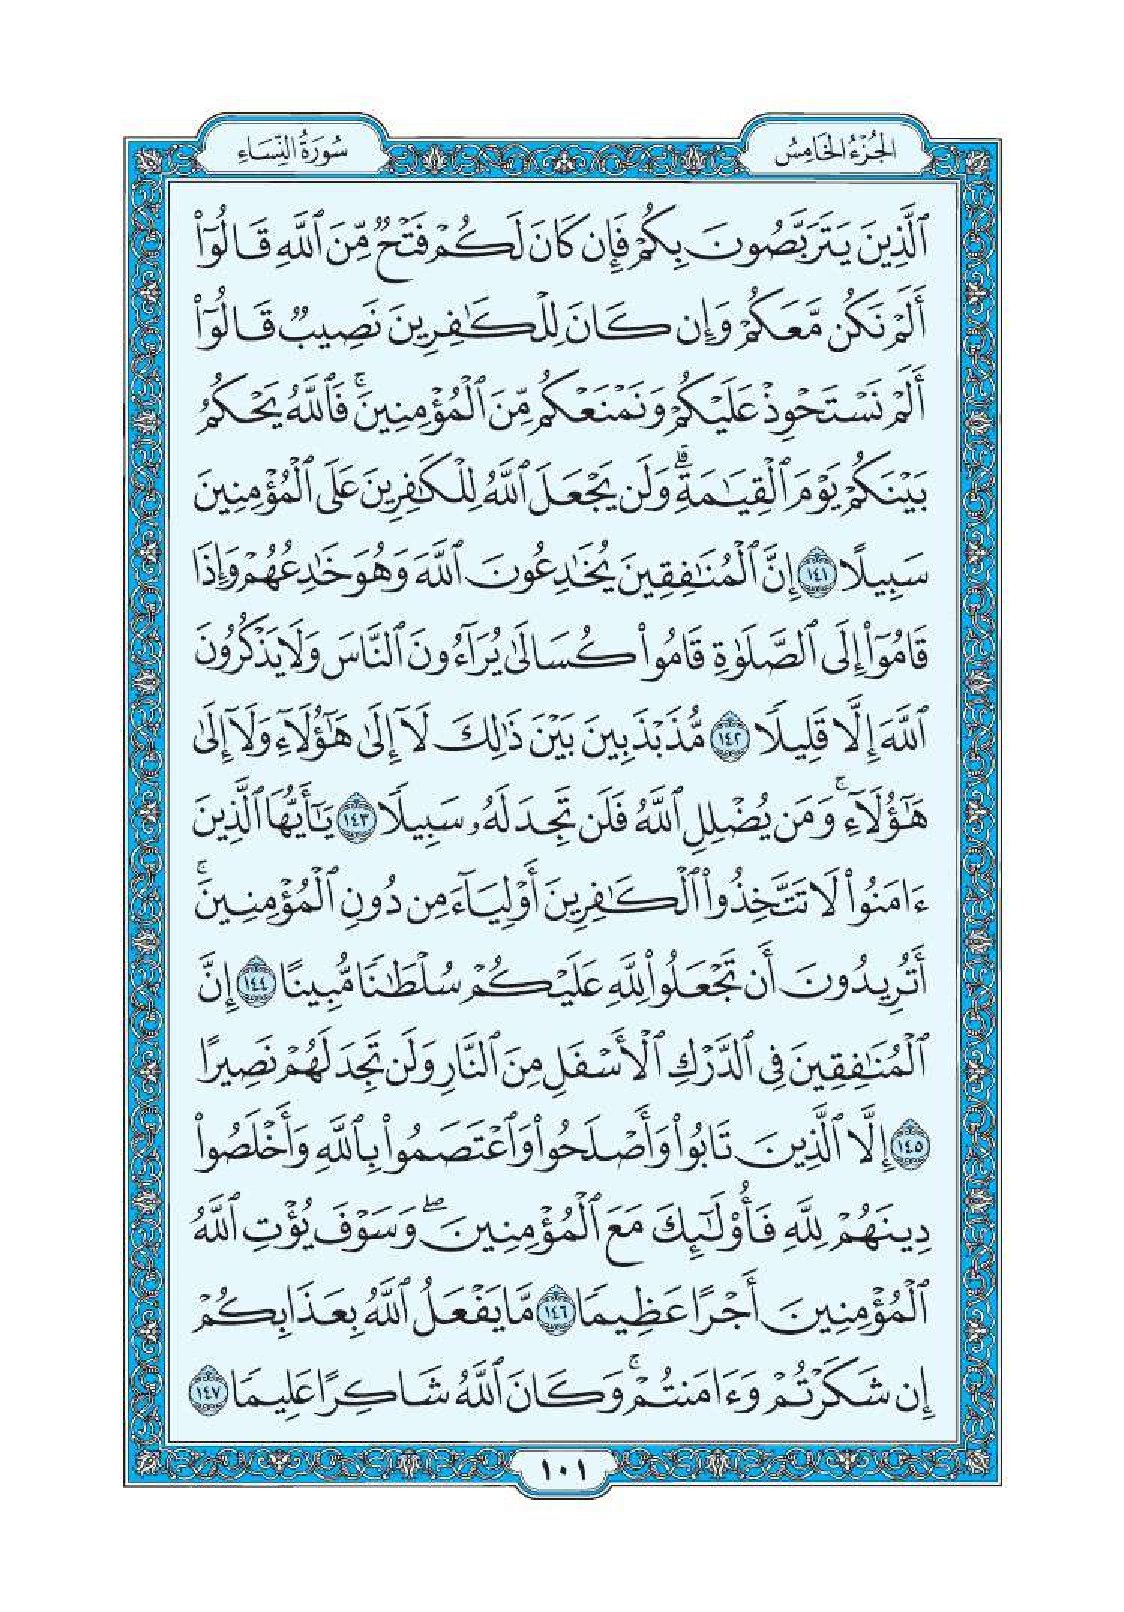 الجُزْءُ الخَامِسُ
سُورَةُ النِّسَاءِ
ٱلَّذِينَ يَتَرَبَّصُونَ بِكُمْ فَإِن كَانَ لَكُمْ فَتْحٌ مِّنَ ٱللَّهِ قَالُوٓا۟
أَلَمْ نَكُن مَّعَكُمْ وَإِن كَانَ لِلْكَـٰفِرِينَ نَصِيبٌ قَالُوٓا۟
أَلَمْ نَسْتَحْوِذْ عَلَيْكُمْ وَنَمْنَعْكُم مِّنَ ٱلْمُؤْمِنِينَ ۚ فَٱللَّهُ يَحْكُمُ
بَيْنَكُمْ يَوْمَ ٱلْقِيَـٰمَةِ ۗ وَلَن يَجْعَلَ ٱللَّهُ لِلْكَـٰفِرِينَ عَلَى ٱلْمُؤْمِنِينَ
سَبِيلًا ١٤١ إِنَّ ٱلْمُنَـٰفِقِينَ يُخَـٰدِعُونَ ٱللَّهَ وَهُوَ خَـٰدِعُهُمْ وَإِذَا
قَامُوٓا۟ إِلَى ٱلصَّلَوٰةِ قَامُوا۟ كُسَالَىٰ يُرَآءُونَ ٱلنَّاسَ وَلَا يَذْكُرُونَ
ٱللَّهَ إِلَّا قَلِيلًا ١٤٢ مُّذَبْذَبِينَ بَيْنَ ذَٰلِكَ لَآ إِلَىٰ هَـٰٓؤُلَآءِ وَلَآ إِلَىٰ
هَـٰٓؤُلَآءِ ۚ وَمَن يُضْلِلِ ٱللَّهُ فَلَن تَجِدَ لَهُۥ سَبِيلًا ١٤٣ يَـٰٓأَيُّهَا ٱلَّذِينَ
ءَامَنُوا۟ لَا تَتَّخِذُوا۟ ٱلْكَـٰفِرِينَ أَوْلِيَآءَ مِن دُونِ ٱلْمُؤْمِنِينَ ۚ
أَتُرِيدُونَ أَن تَجْعَلُوا۟ لِلَّهِ عَلَيْكُمْ سُلْطَـٰنًا مُّبِينًا ١٤٤ إِنَّ
ٱلْمُنَـٰفِقِينَ فِى ٱلدَّرْكِ ٱلْأَسْفَلِ مِنَ ٱلنَّارِ وَلَن تَجِدَ لَهُمْ نَصِيرًا
١٤٥ إِلَّا ٱلَّذِينَ تَابُوا۟ وَأَصْلَحُوا۟ وَٱعْتَصَمُوا۟ بِٱللَّهِ وَأَخْلَصُوا۟
دِينَهُمْ لِلَّهِ فَأُو۟لَـٰٓئِكَ مَعَ ٱلْمُؤْمِنِينَ ۖ وَسَوْفَ يُؤْتِ ٱللَّهُ
ٱلْمُؤْمِنِينَ أَجْرًا عَظِيمًا ١٤٦ مَّا يَفْعَلُ ٱللَّهُ بِعَذَابِكُمْ
إِن شَكَرْتُمْ وَءَامَنتُمْ ۚ وَكَانَ ٱللَّهُ شَاكِرًا عَلِيمًا ١٤٧
١٠١